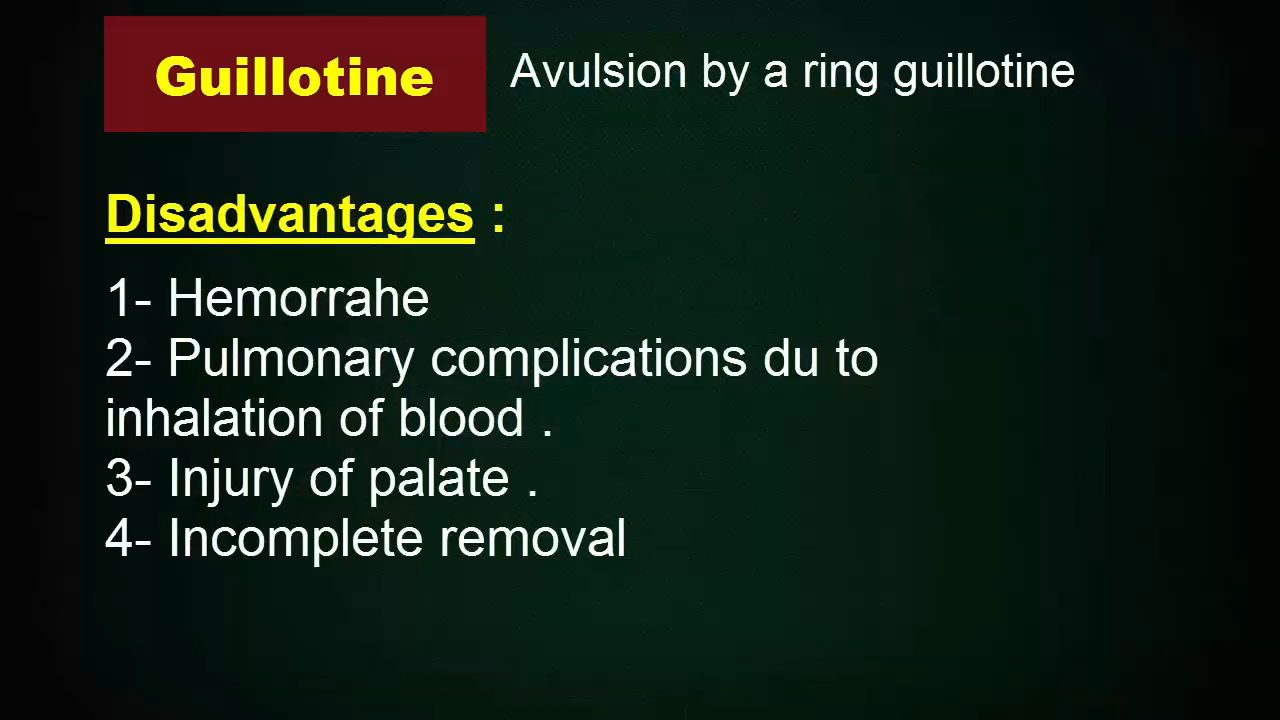 Guillotine
Avulsion by a ring guillotine
Disadvantages :
1- Hemorrahe
2- Pulmonary complications du to
inhalation of blood .
3- Injury of palate .
4- Incomplete removal